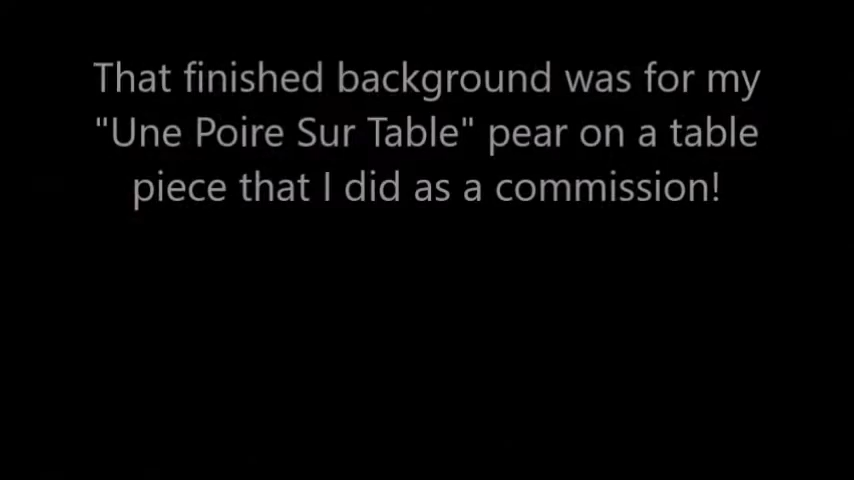 That finished background was for my
"Une Poire Sur Table" pear on a table
piece that I did as a commission!